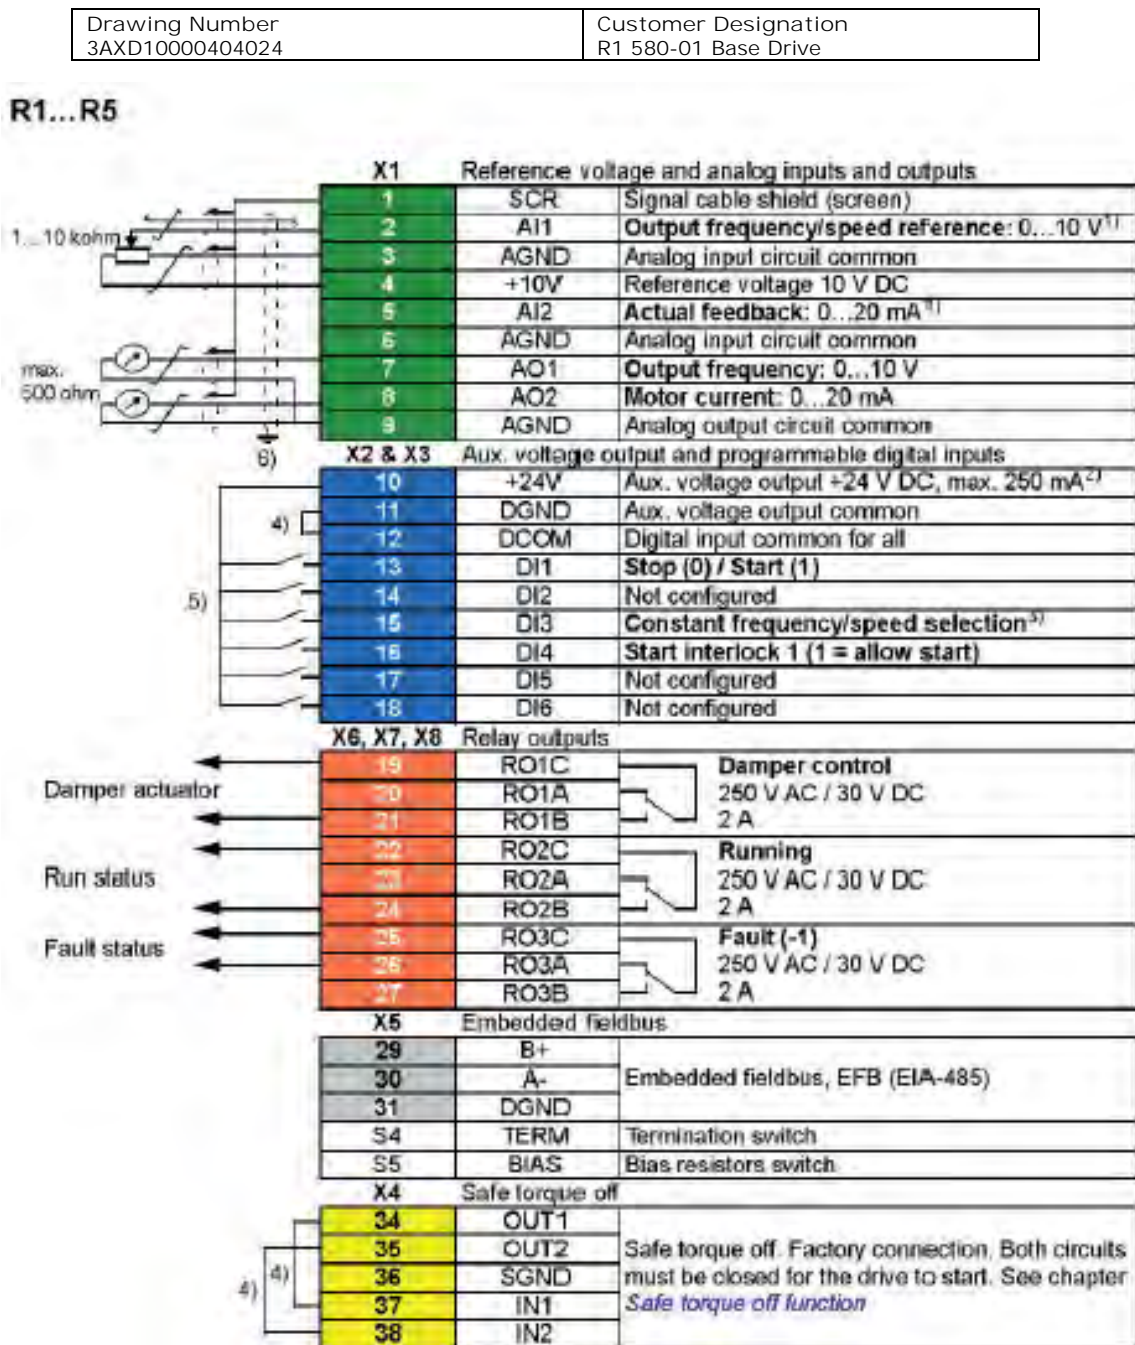 Drawing Number Customer Designation
3AXD10000404024 R1 580-01 Base Drive
R1...R5
X1 Reference voltage and analog inputs and outputs
1 SCR Signal cable shield (screen)
2 AI1 Output frequency/speed reference: 0...10 V1)
1...10 kohm
3 AGND Analog input circuit common
4 +10V Reference voltage 10 V DC
5 AI2 Actual feedback: 0...20 mA1)
6 AGND Analog input circuit common
max.
500 ohm
7 AO1 Output frequency: 0...10 V
8 AO2 Motor current: 0...20 mA
9 AGND Analog output circuit common
6)
X2 & X3 Aux. voltage output and programmable digital inputs
10 +24V Aux. voltage output +24 V DC, max. 250 mA2)
11 DGND Aux. voltage output common
4)
12 DCOM Digital input common for all
13 DI1 Stop (0) / Start (1)
14 DI2 Not configured
5)
15 DI3 Constant frequency/speed selection3)
16 DI4 Start interlock 1 (1 = allow start)
17 DI5 Not configured
18 DI6 Not configured
X6, X7, X8 Relay outputs
19 RO1C Damper control
Damper actuator 20 RO1A 250 V AC / 30 V DC
21 RO1B 2 A
22 RO2C Running
Run status 23 RO2A 250 V AC / 30 V DC
24 RO2B 2 A
25 RO3C Fault (-1)
Fault status 26 RO3A 250 V AC / 30 V DC
27 RO3B 2 A
X5 Embedded fieldbus
29 B+
30 A- Embedded fieldbus, EFB (EIA-485)
31 DGND
S4 TERM Termination switch
S5 BIAS Bias resistors switch
X4 Safe torque off
34 OUT1
35 OUT2 Safe torque off. Factory connection. Both circuits
4) 4) 36 SGND must be closed for the drive to start. See chapter
37 IN1 Safe torque off function
38 IN2